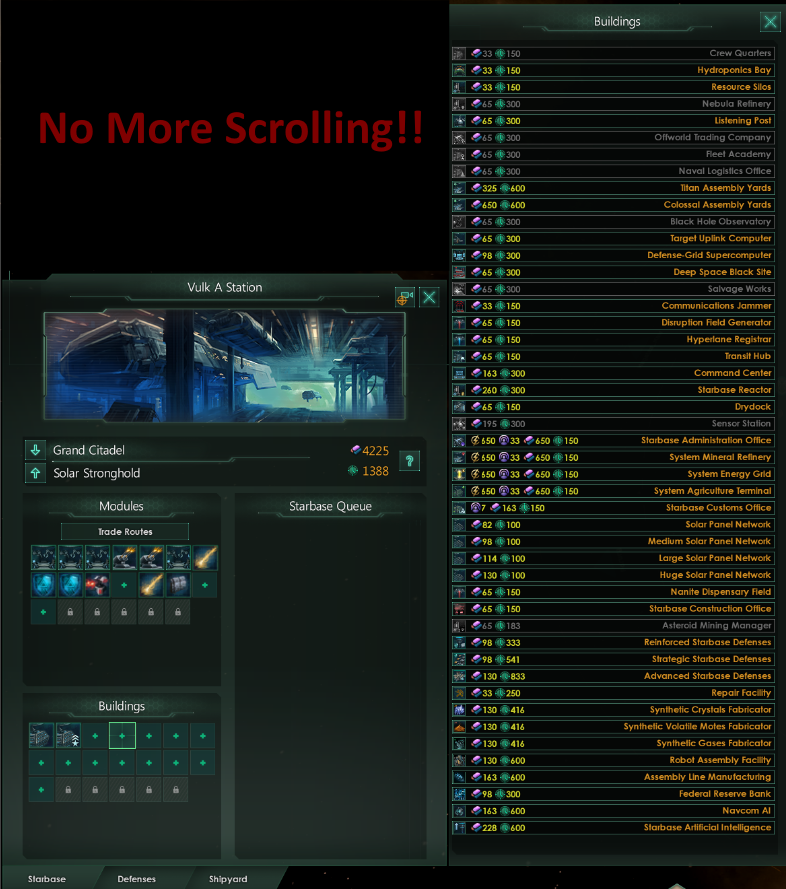 No More Scrolling!!
Vulk A Station
Grand Citadel
4225
Solar Stronghold
1388
?
Modules
Trade Routes
Starbase Queue
Buildings
Starbase
Defenses
Shipyard
Buildings
33 150 Crew Quarters
33 150 Hydroponics Bay
33 150 Resource Silos
65 300 Nebula Refinery
65 300 Listening Post
65 300 Offworld Trading Company
65 300 Fleet Academy
65 300 Naval Logistics Office
325 600 Titan Assembly Yards
650 600 Colossal Assembly Yards
65 300 Black Hole Observatory
65 300 Target Uplink Computer
98 300 Defense-Grid Supercomputer
65 300 Deep Space Black Site
65 300 Salvage Works
33 150 Communications Jammer
65 150 Disruption Field Generator
65 150 Hyperlane Registrar
65 150 Transit Hub
163 300 Command Center
260 300 Starbase Reactor
65 150 Drydock
195 300 Sensor Station
650 33 650 150 Starbase Administration Office
650 33 650 150 System Mineral Refinery
650 33 650 150 System Energy Grid
650 33 650 150 System Agriculture Terminal
7 163 150 Starbase Customs Office
82 100 Solar Panel Network
98 100 Medium Solar Panel Network
114 100 Large Solar Panel Network
130 100 Huge Solar Panel Network
65 150 Nanite Dispensary Field
65 150 Starbase Construction Office
65 183 Asteroid Mining Manager
98 333 Reinforced Starbase Defenses
98 541 Strategic Starbase Defenses
130 833 Advanced Starbase Defenses
33 250 Repair Facility
130 416 Synthetic Crystals Fabricator
130 416 Synthetic Volatile Motes Fabricator
130 416 Synthetic Gases Fabricator
130 600 Robot Assembly Facility
163 600 Assembly Line Manufacturing
98 300 Federal Reserve Bank
163 600 Navcom AI
228 600 Starbase Artificial Intelligence